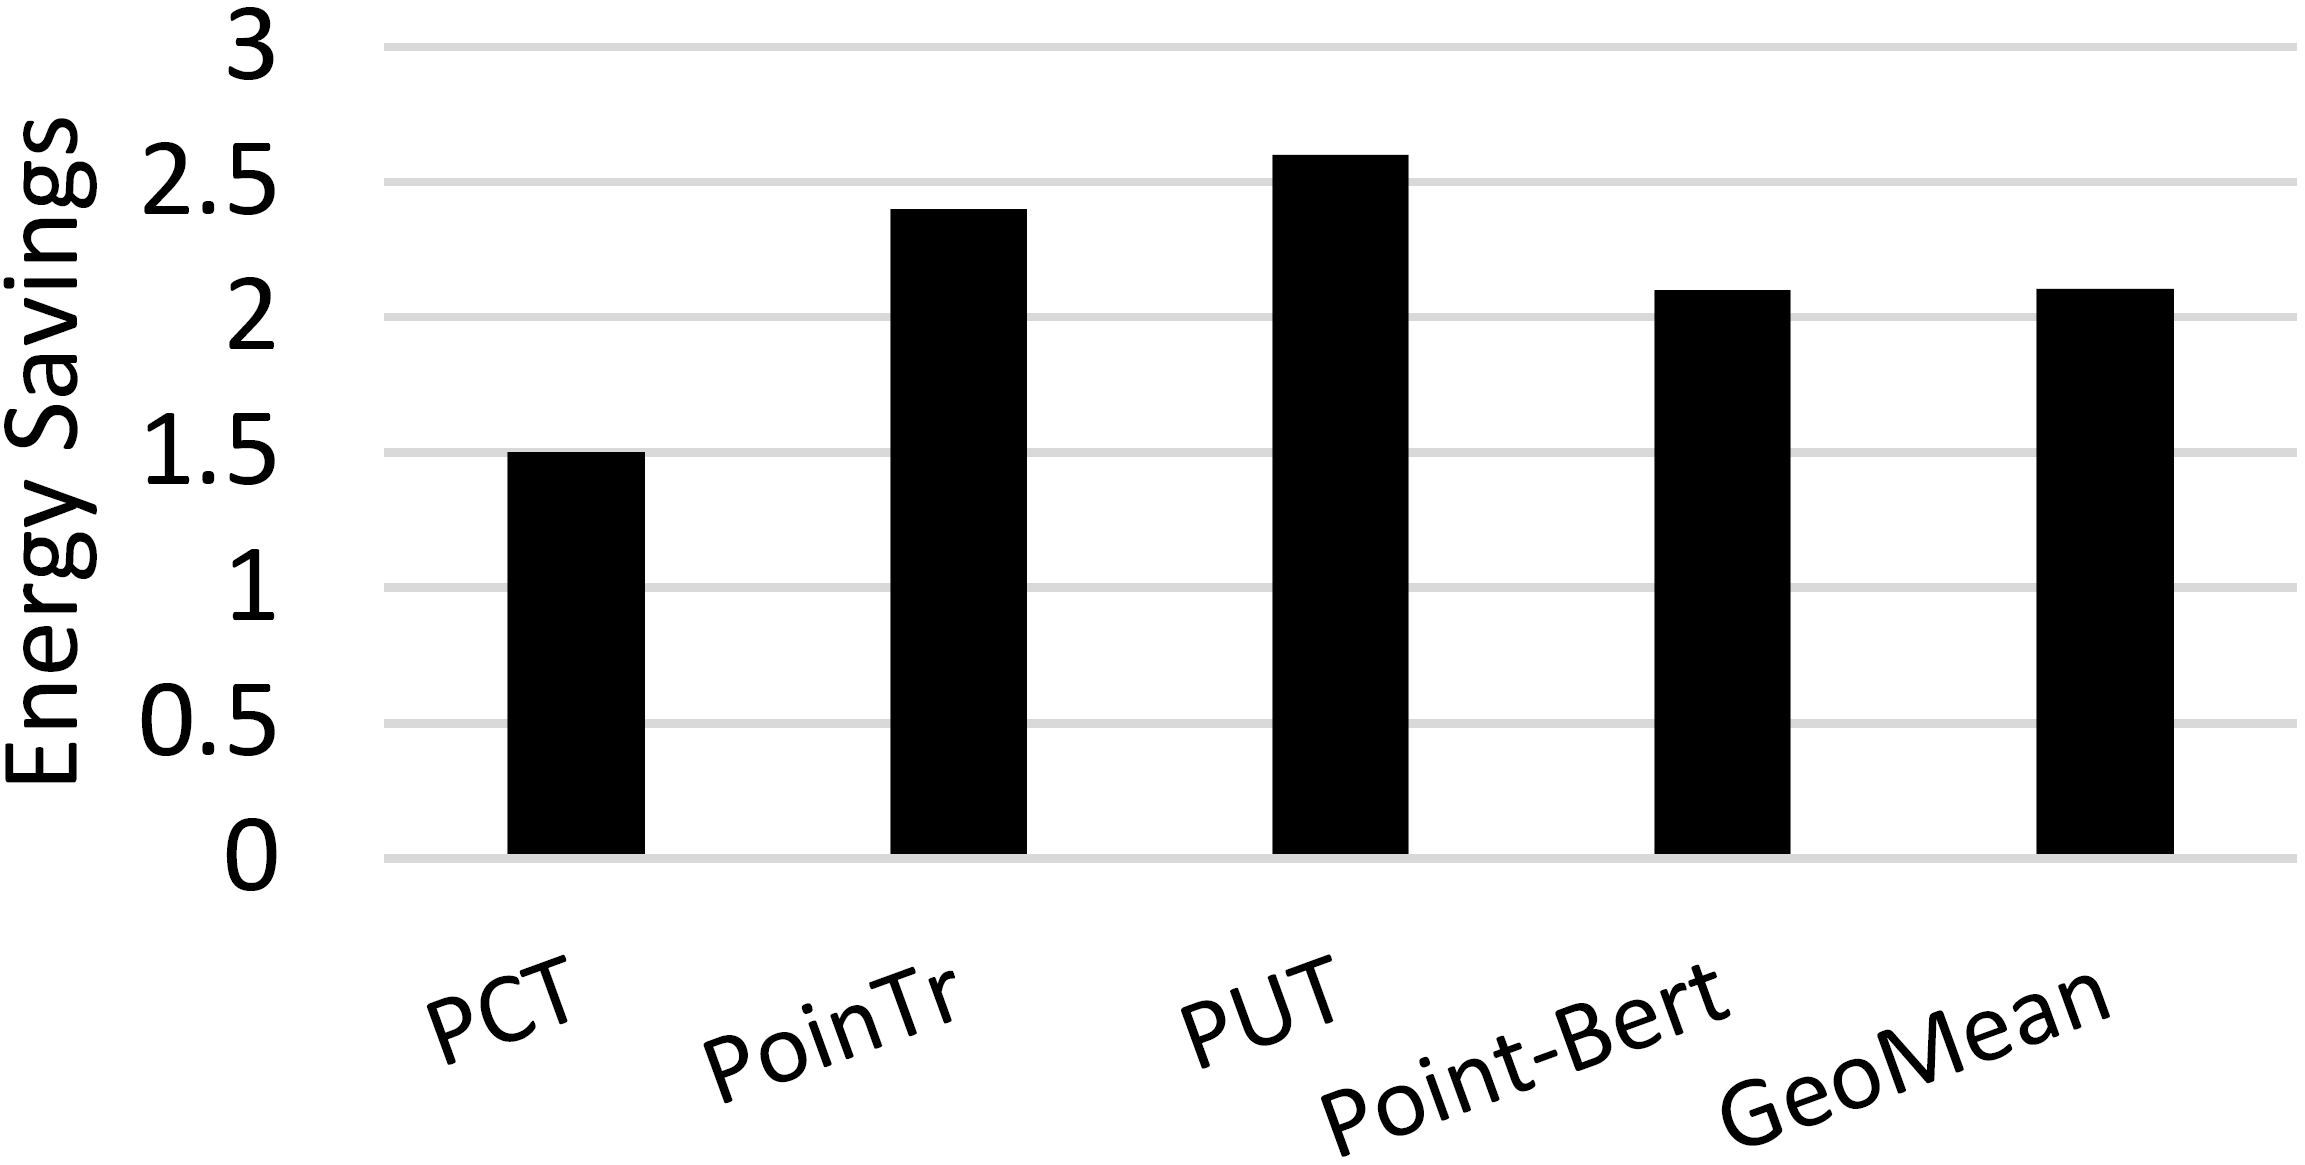 Energy Savings
3
2.5
2
1.5
1
0.5
0
PCT
PoinTr
PUT
Point-Bert
GeoMean